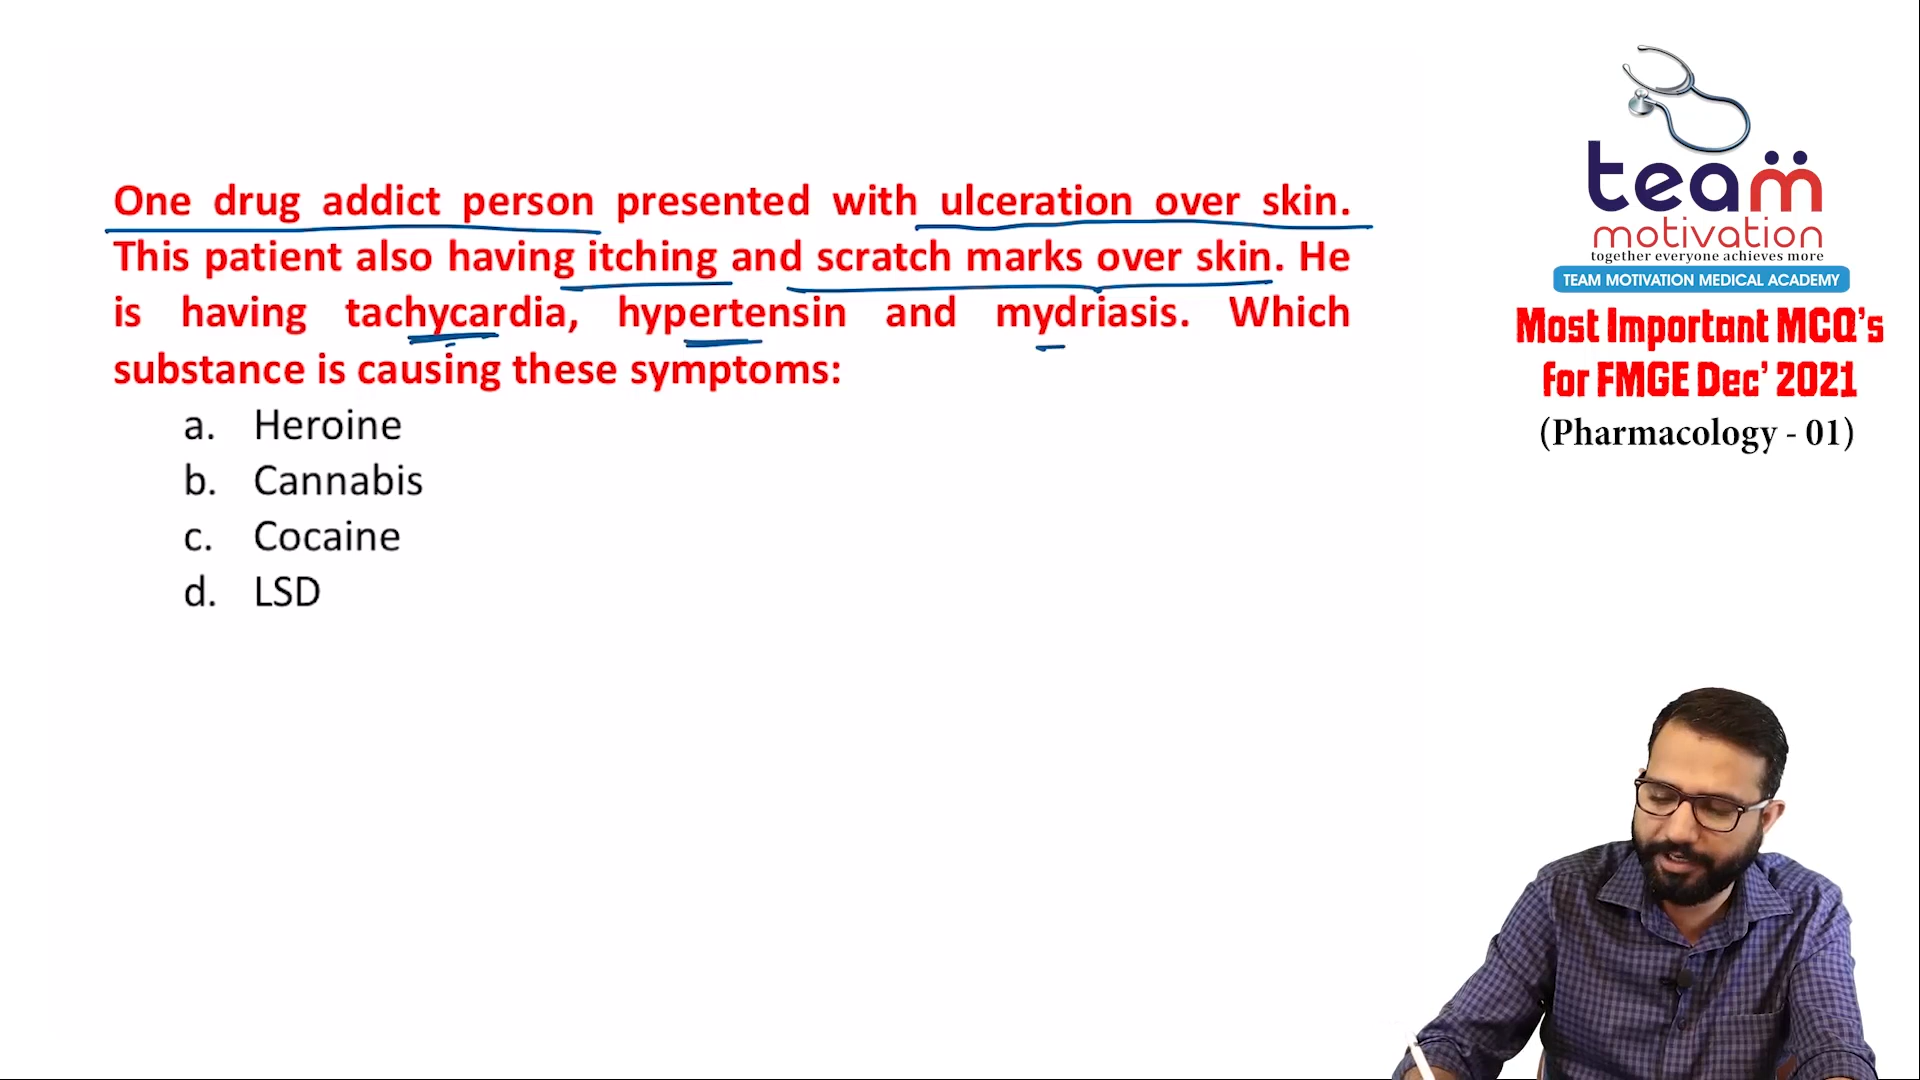 One drug addict person presented with ulceration over skin.
This patient also having itching and scratch marks over skin. He
is having tachycardia, hypertensin and mydriasis. Which
substance is causing these symptoms:
a. Heroine
b. Cannabis
c. Cocaine
d. LSD
team
motivation
together everyone achieves more
TEAM MOTIVATION MEDICAL ACADEMY
Most Important MCQ's
for FMGE Dec' 2021
(Pharmacology - 01)